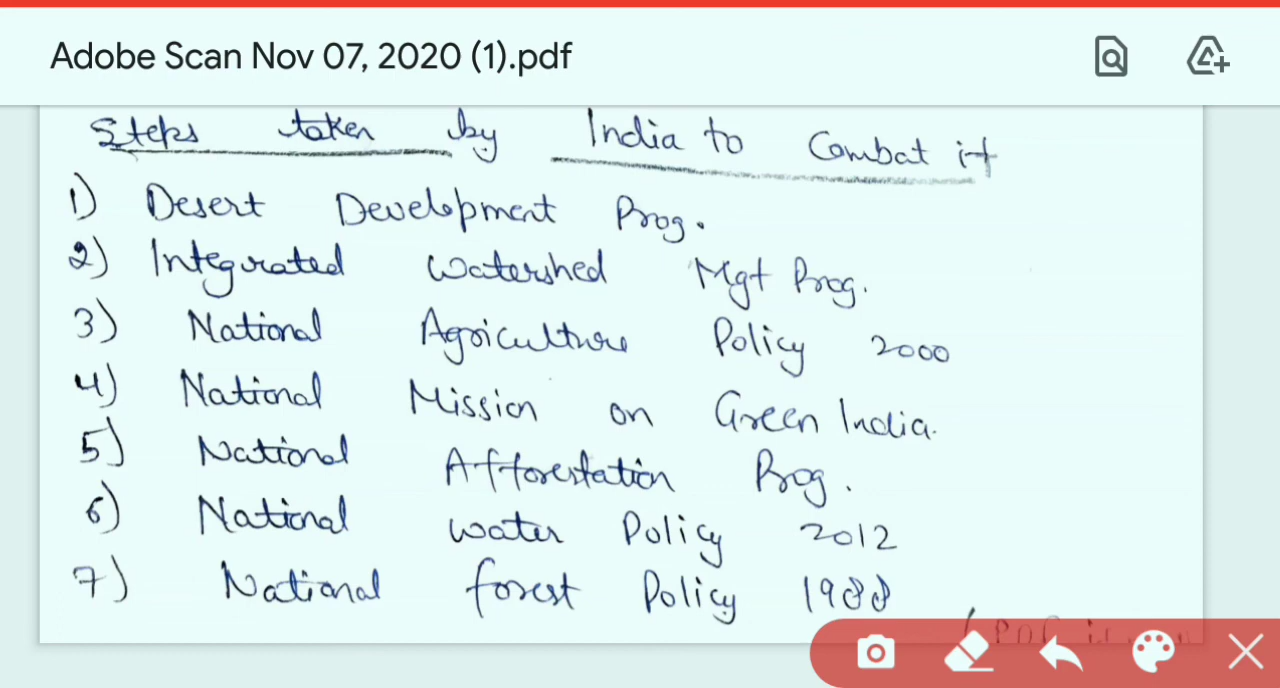 Adobe Scan Nov 07, 2020 (1).pdf
Steps taken by India to Combat it
1) Desert Development Prog.
2) Integrated Watershed Mgt Prog.
3) National Agriculture Policy 2000
4) National Mission on Green India.
5) National Afforestation Prog.
6) National water Policy 2012
7) National forest Policy 1988